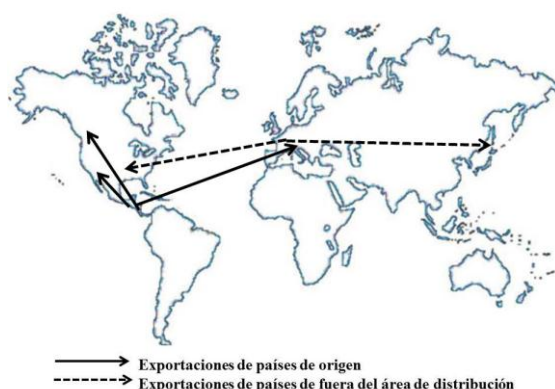 Exportaciones de países de origen
Exportaciones de países de fuera del área de distribución